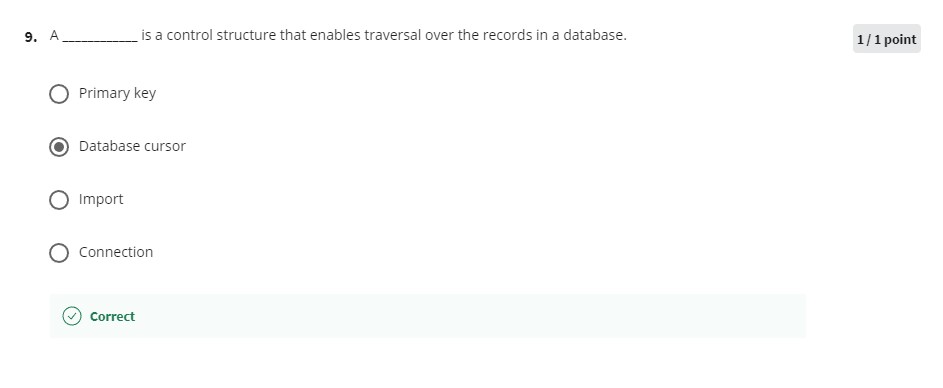 9. A ____________ is a control structure that enables traversal over the records in a database.
1 / 1 point
Primary key
Database cursor
Import
Connection
Correct